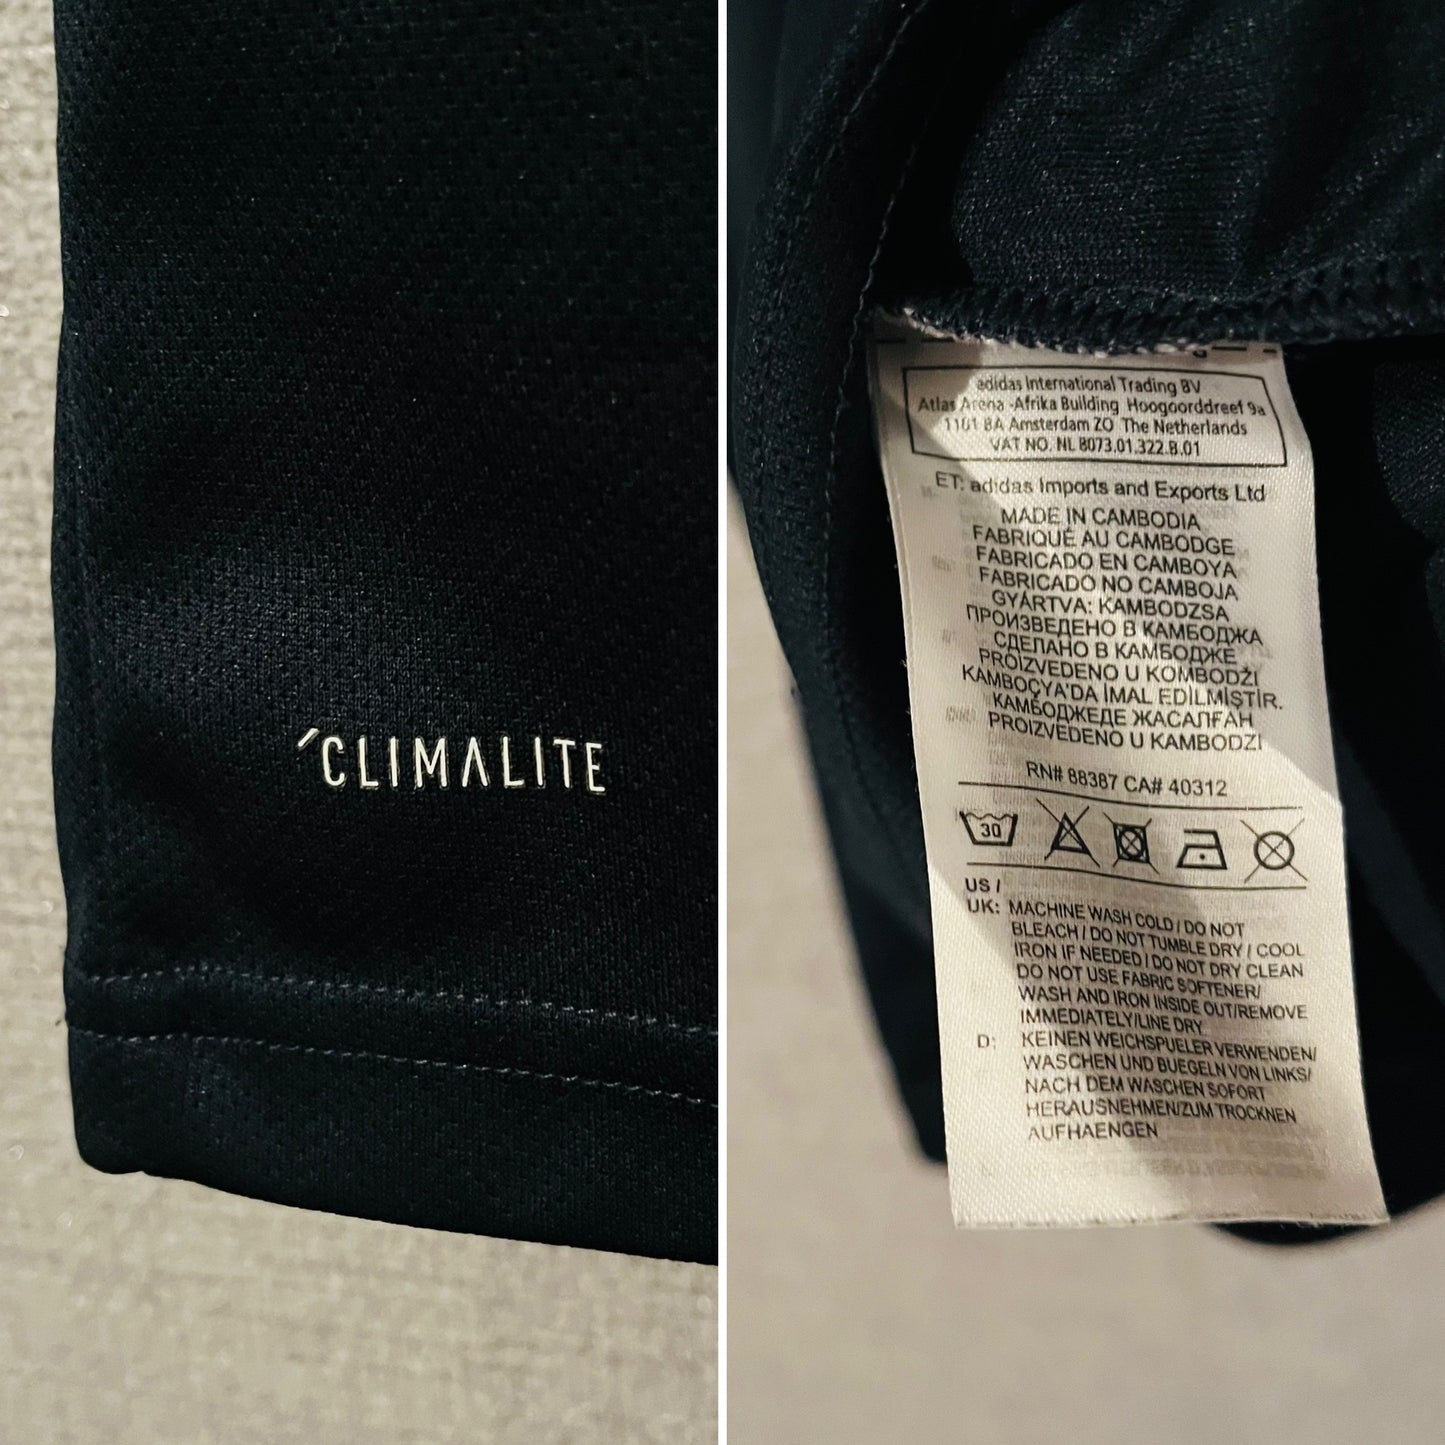 ´CLIMALITE
adidas International Trading BV
Atlas Arena -Afrika Building Hoogoorddreef 9a
1101 BA Amsterdam ZO The Netherlands
VAT NO. NL 8073.01.322.B.01
ET: adidas Imports and Exports Ltd
MADE IN CAMBODIA
FABRIQUÉ AU CAMBODGE
FABRICADO EN CAMBOYA
FABRICADO NO CAMBOJA
GYÁRTVA: KAMBODZSA
ПРОИЗВЕДЕНО В КАМБОДЖА
СДЕЛАНО В КАМБОДЖЕ
PROIZVEDENO U KOMBODŽI
KAMBOÇYA'DA İMAL EDİLMİŞTİR.
КАМБОДЖЕДЕ ЖАСАЛҒАН
PROIZVEDENO U KAMBODZI
RN# 88387 CA# 40312
30
US /
UK: MACHINE WASH COLD / DO NOT
BLEACH / DO NOT TUMBLE DRY / COOL
IRON IF NEEDED / DO NOT DRY CLEAN
DO NOT USE FABRIC SOFTENER/
WASH AND IRON INSIDE OUT/REMOVE
IMMEDIATELY/LINE DRY
D: KEINEN WEICHSPUELER VERWENDEN/
WASCHEN UND BUEGELN VON LINKS/
NACH DEM WASCHEN SOFORT
HERAUSNEHMEN/ZUM TROCKNEN
AUFHAENGEN